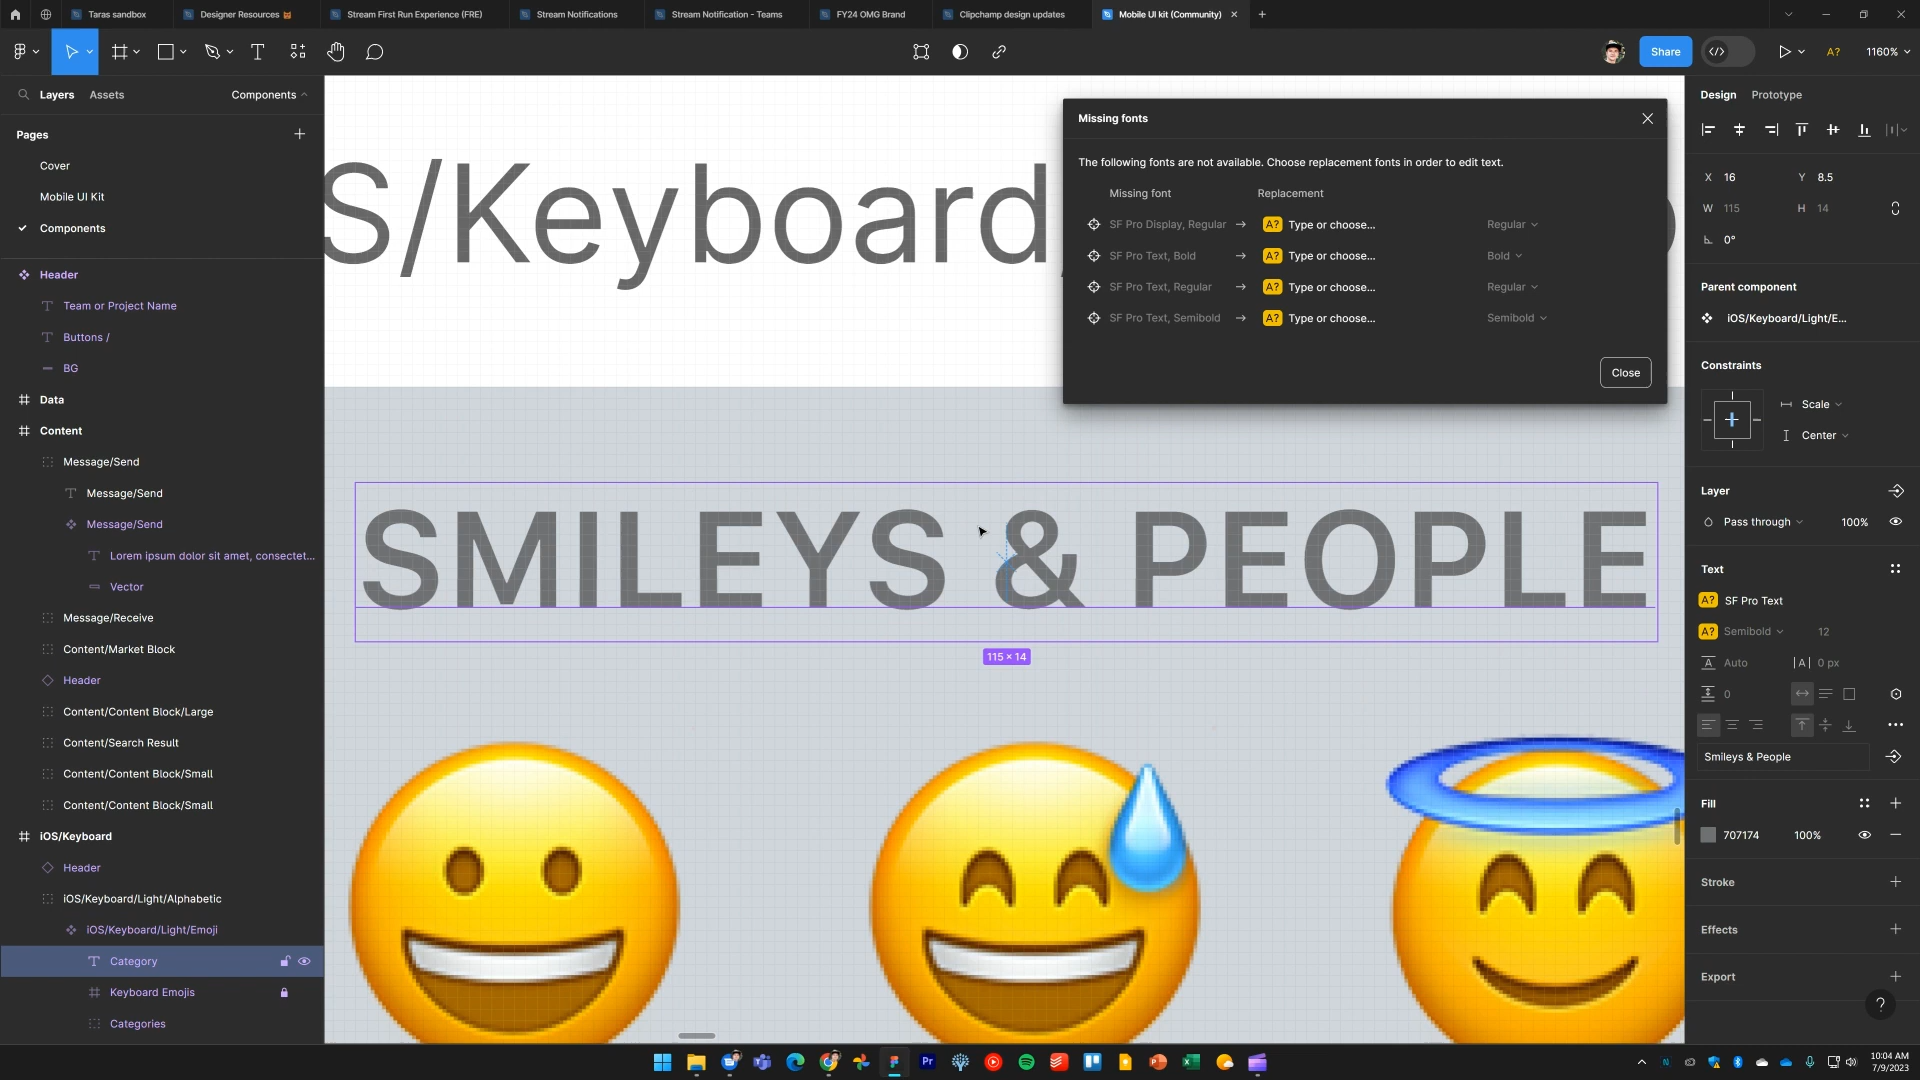 Taras sandbox
Designer Resources
Stream First Run Experience (FRE)
Stream Notifications
Stream Notification - Teams
FY24 OMG Brand
Clipchamp design updates
Mobile UI kit (Community)
Share
A?
1160%
Layers
Assets
Components
Pages
Cover
Mobile UI Kit
Components
Header
Team or Project Name
Buttons /
BG
Data
Content
Message/Send
Message/Send
Message/Send
Lorem ipsum dolor sit amet, consectet...
Vector
Message/Receive
Content/Market Block
Header
Content/Content Block/Large
Content/Search Result
Content/Content Block/Small
Content/Content Block/Small
iOS/Keyboard
Header
iOS/Keyboard/Light/Alphabetic
iOS/Keyboard/Light/Emoji
Category
Keyboard Emojis
Categories
S/Keyboard
Missing fonts
The following fonts are not available. Choose replacement fonts in order to edit text.
Missing font
Replacement
SF Pro Display, Regular → A? Type or choose... Regular
SF Pro Text, Bold → A? Type or choose... Bold
SF Pro Text, Regular → A? Type or choose... Regular
SF Pro Text, Semibold → A? Type or choose... Semibold
Close
SMILEYS & PEOPLE
115 × 14
Design
Prototype
X 16
Y 8.5
W 115
H 14
0°
Parent component
iOS/Keyboard/Light/E...
Constraints
Scale
Center
Layer
Pass through
100%
Text
A? SF Pro Text
A? Semibold
12
Auto
|A| 0 px
0
Smileys & People
Fill
707174
100%
Stroke
Effects
Export
?
Pr
10:04 AM
7/9/2023